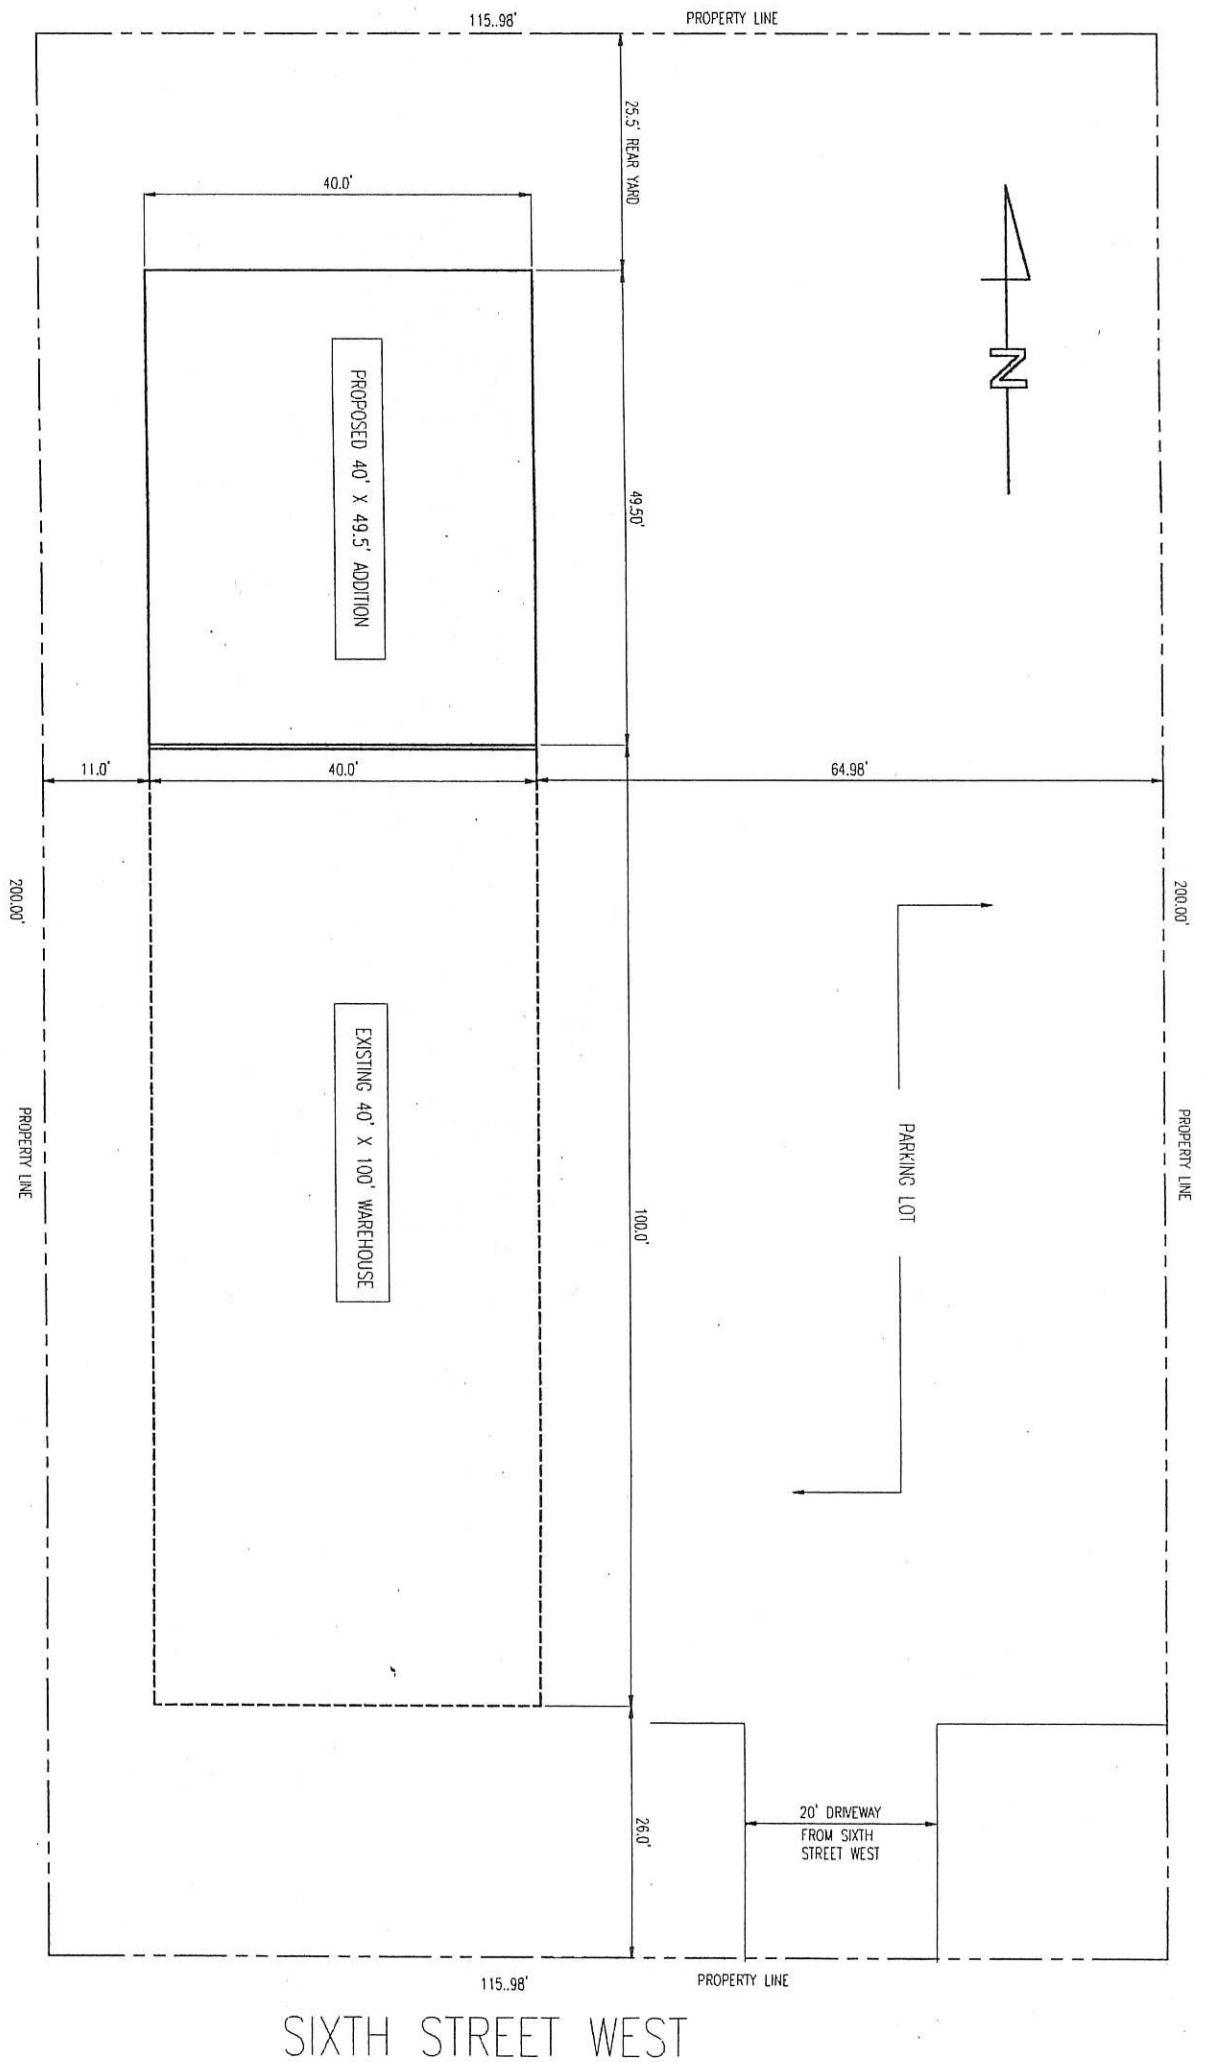 115..98' PROPERTY LINE
25.5' REAR YARD
40.0'
N
PROPOSED 40' X 49.5' ADDITION
49.50'
11.0' 40.0' 64.98'
200.00' PROPERTY LINE
200.00' PROPERTY LINE
EXISTING 40' X 100' WAREHOUSE
100.0'
PARKING LOT
26.0'
20' DRIVEWAY
FROM SIXTH
STREET WEST
115..98' PROPERTY LINE
SIXTH STREET WEST